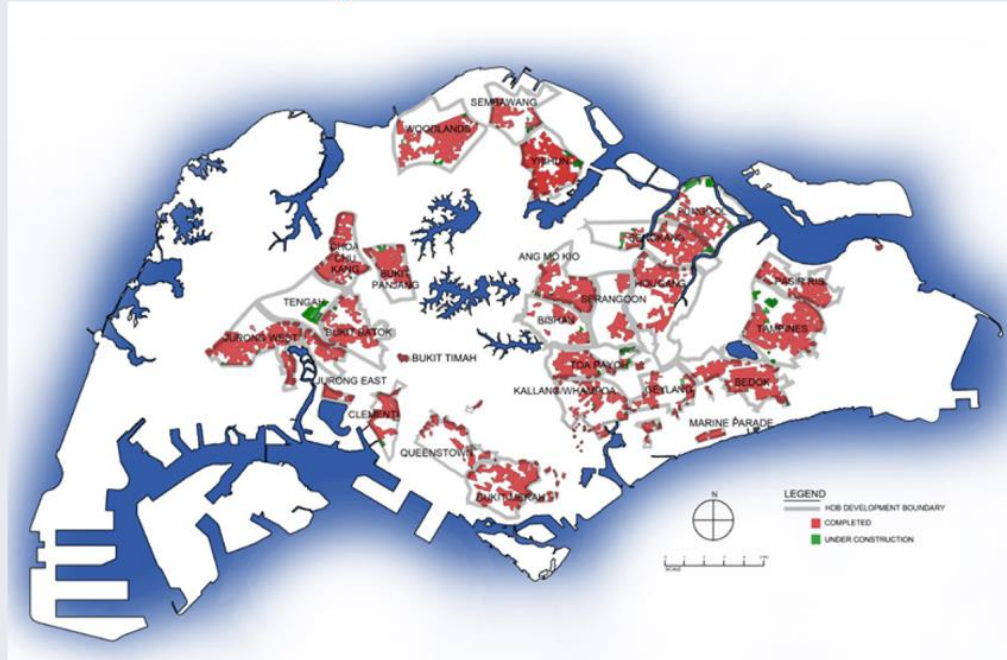 SEMBAWANG
WOODLANDS
YISHUN
PUNGGOL
SENGKANG
CHOA
CHU
KANG
BUKIT
PANJANG
ANG MO KIO
HOUGANG
SERANGOON
PASIR RIS
TENGAH
BISHAN
TAMPINES
JURONG WEST
BUKIT BATOK
BUKIT TIMAH
TOA PAYOH
JURONG EAST
KALLANG/WHAMPOA
GEYLANG
BEDOK
CLEMENTI
MARINE PARADE
QUEENSTOWN
BUKIT MERAH
N
LEGEND
HDB DEVELOPMENT BOUNDARY
COMPLETED
UNDER CONSTRUCTION
SCALE